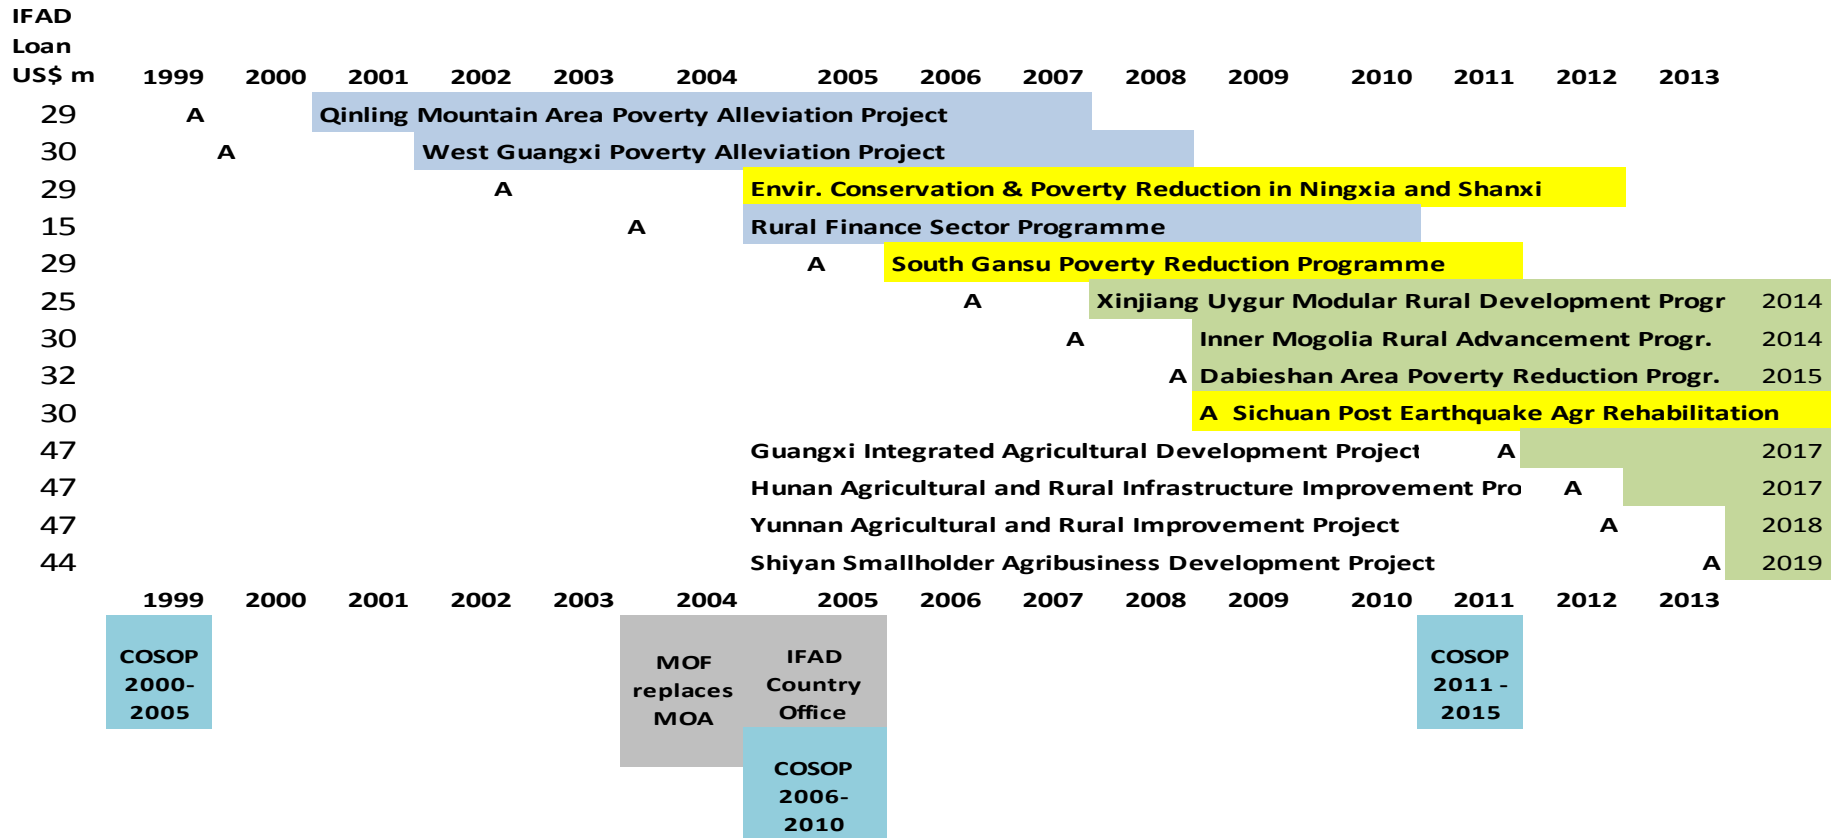 IFAD
Loan
US$ m 1999 2000 2001 2002 2003 2004 2005 2006 2007 2008 2009 2010 2011 2012 2013
29 A Qinling Mountain Area Poverty Alleviation Project
30 A West Guangxi Poverty Alleviation Project
29 A Envir. Conservation & Poverty Reduction in Ningxia and Shanxi
15 A Rural Finance Sector Programme
29 A South Gansu Poverty Reduction Programme
25 A Xinjiang Uygur Modular Rural Development Progr 2014
30 A Inner Mogolia Rural Advancement Progr. 2014
32 A Dabieshan Area Poverty Reduction Progr. 2015
30 A Sichuan Post Earthquake Agr Rehabilitation
47 Guangxi Integrated Agricultural Development Project A 2017
47 Hunan Agricultural and Rural Infrastructure Improvement Pro A 2017
47 Yunnan Agricultural and Rural Improvement Project A 2018
44 Shiyan Smallholder Agribusiness Development Project A 2019
1999 2000 2001 2002 2003 2004 2005 2006 2007 2008 2009 2010 2011 2012 2013
COSOP
2000-
2005
MOF
replaces
MOA
IFAD
Country
Office
COSOP
2011 -
2015
COSOP
2006-
2010